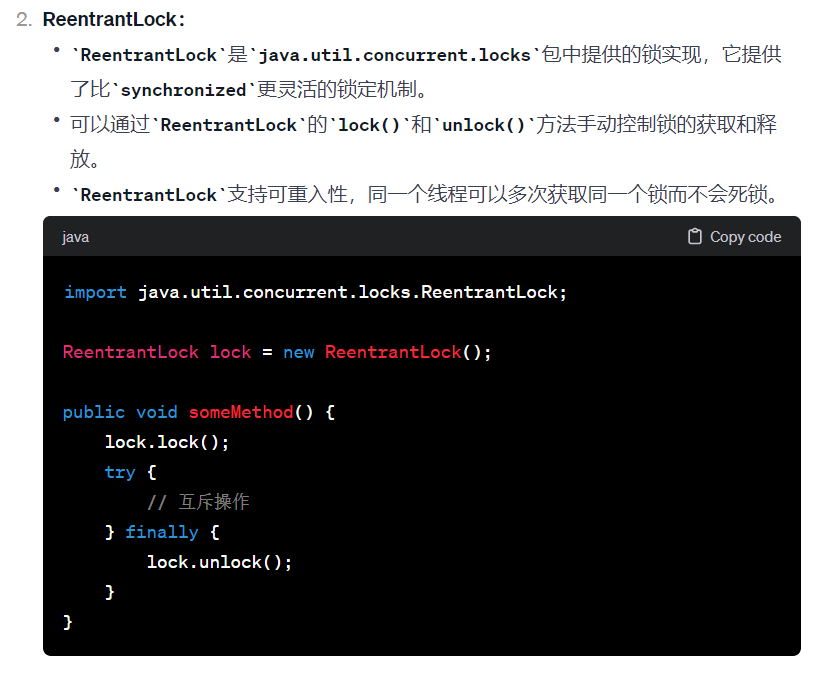 2. ReentrantLock：
• `ReentrantLock`是`java.util.concurrent.locks`包中提供的锁实现，它提供
了比`synchronized`更灵活的锁定机制。
• 可以通过`ReentrantLock`的`lock()`和`unlock()`方法手动控制锁的获取和释
放。
• `ReentrantLock`支持可重入性，同一个线程可以多次获取同一个锁而不会死锁。
java Copy code
import java.util.concurrent.locks.ReentrantLock;
ReentrantLock lock = new ReentrantLock();
public void someMethod() {
    lock.lock();
    try {
        // 互斥操作
    } finally {
        lock.unlock();
    }
}